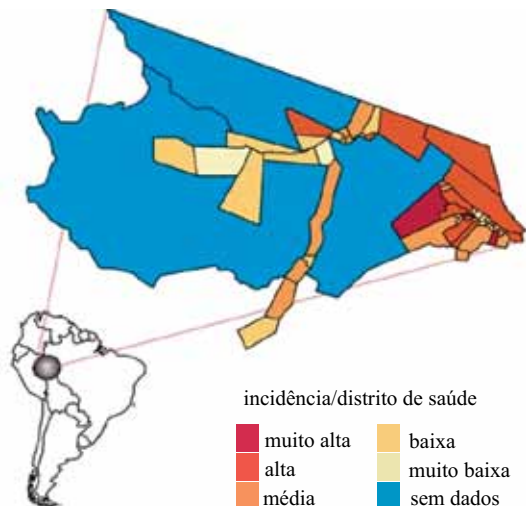 incidência/distrito de saúde
muito alta
alta
média
baixa
muito baixa
sem dados